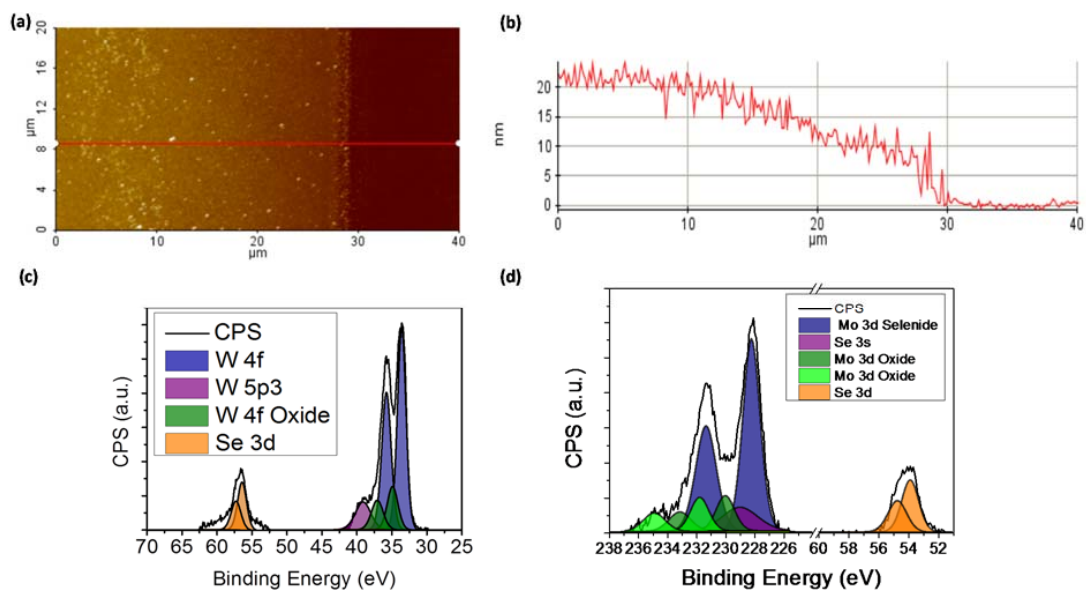 (a)
20
16
12
µm
8
4
0
0 10 20 30 40
µm
(b)
20
15
nm
10
5
0
0 10 20 30 40
µm
(c)
CPS
W 4f
W 5p3
W 4f Oxide
Se 3d
CPS (a.u.)
70 65 60 55 50 45 40 35 30 25
Binding Energy (eV)
(d)
CPS
Mo 3d Selenide
Se 3s
Mo 3d Oxide
Mo 3d Oxide
Se 3d
CPS (a.u.)
238 236 234 232 230 228 226 60 58 56 54 52
Binding Energy (eV)